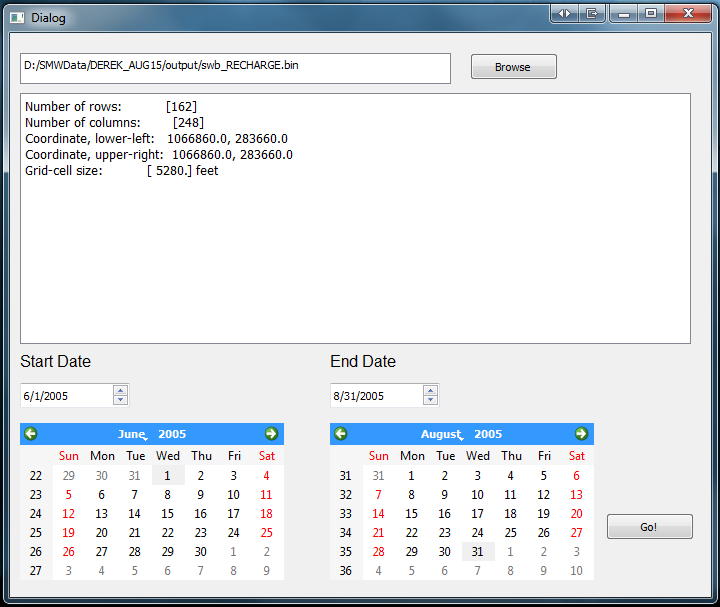 Dialog
D:/SMWData/DEREK_AUG15/output/swb_RECHARGE.bin
Browse
Number of rows: [162]
Number of columns: [248]
Coordinate, lower-left: 1066860.0, 283660.0
Coordinate, upper-right: 1066860.0, 283660.0
Grid-cell size: [ 5280.] feet
Start Date
End Date
6/1/2005
8/31/2005
June 2005
Sun Mon Tue Wed Thu Fri Sat
22 29 30 31 1 2 3 4
23 5 6 7 8 9 10 11
24 12 13 14 15 16 17 18
25 19 20 21 22 23 24 25
26 26 27 28 29 30 1 2
27 3 4 5 6 7 8 9
August 2005
Sun Mon Tue Wed Thu Fri Sat
31 31 1 2 3 4 5 6
32 7 8 9 10 11 12 13
33 14 15 16 17 18 19 20
34 21 22 23 24 25 26 27
35 28 29 30 31 1 2 3
36 4 5 6 7 8 9 10
Go!